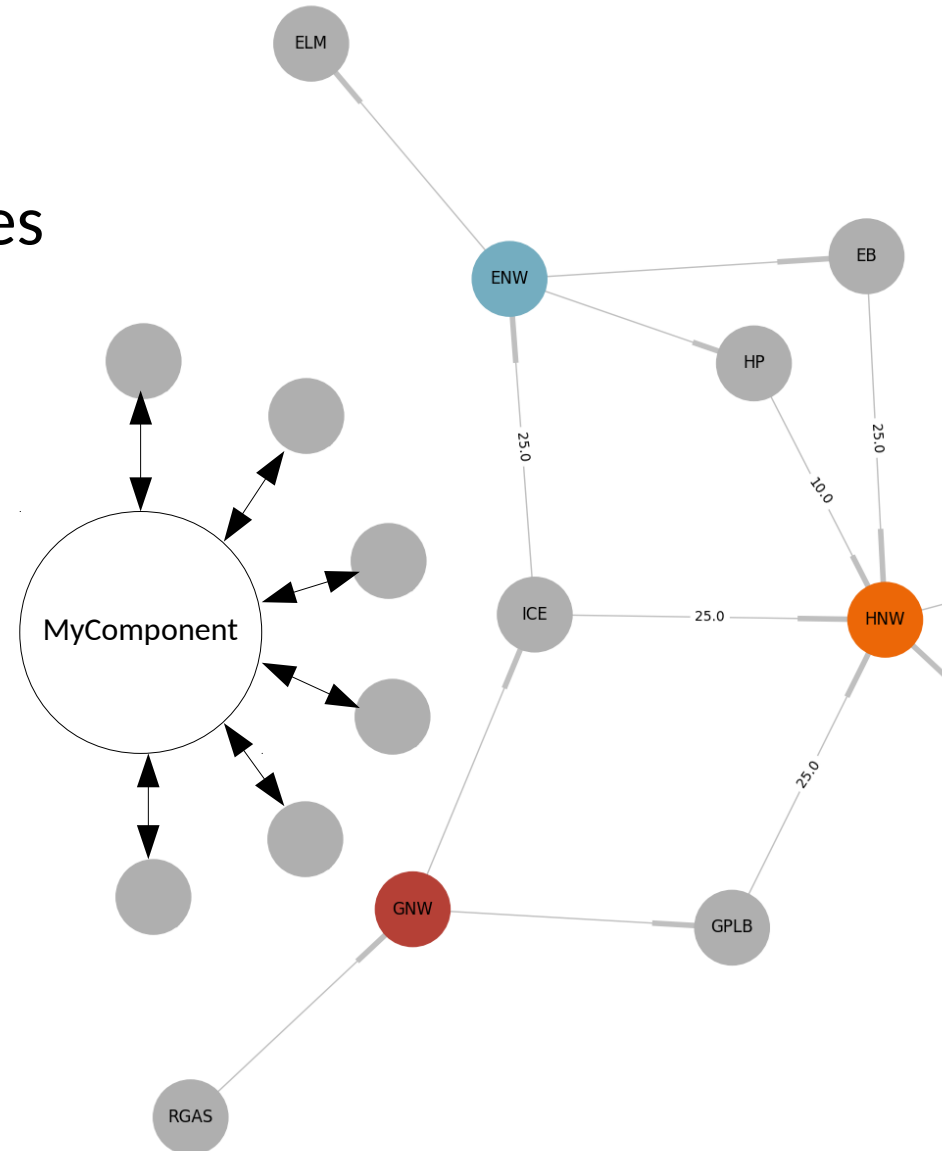 ELM
es
ENW
EB
HP
25.0
25.0
10.0
ICE
25.0
HNW
MyComponent
25.0
GNW
GPLB
RGAS